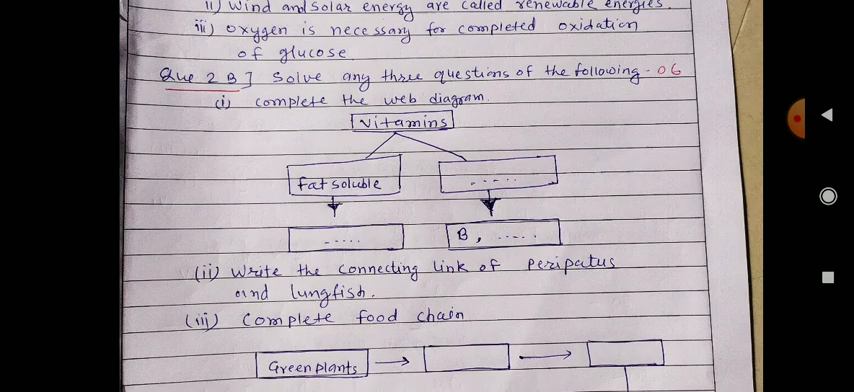 ii) Wind and solar energy are called renewable energies.
iii) oxygen is necessary for completed oxidation
of glucose
Que 2 B] Solve any three questions of the following - 06
(i) complete the web diagram.
Vitamins
fat soluble
.....
.....
B, .....
(ii) Write the connecting link of peripatus
and lungfish.
(iii) Complete food chain
Green plants